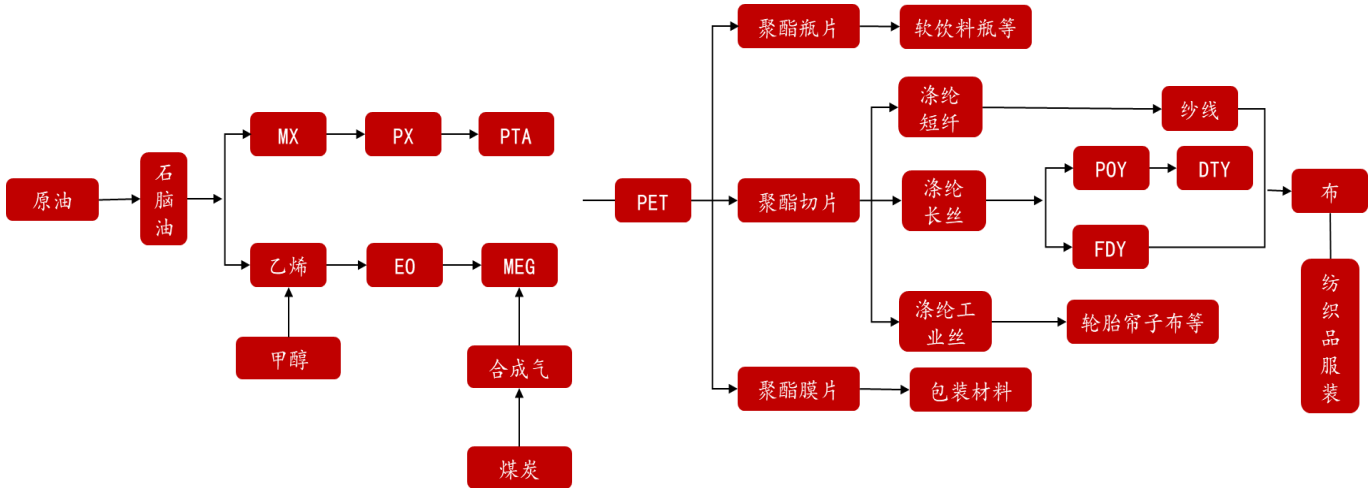 原油
石
脑
油
MX
PX
PTA
乙烯
EO
MEG
甲醇
合成气
煤炭
PET
聚酯瓶片
软饮料瓶等
聚酯切片
涤纶
短纤
纱线
涤纶
长丝
POY
DTY
FDY
涤纶工
业丝
轮胎帘子布等
聚酯膜片
包装材料
布
纺
织
品
服
装